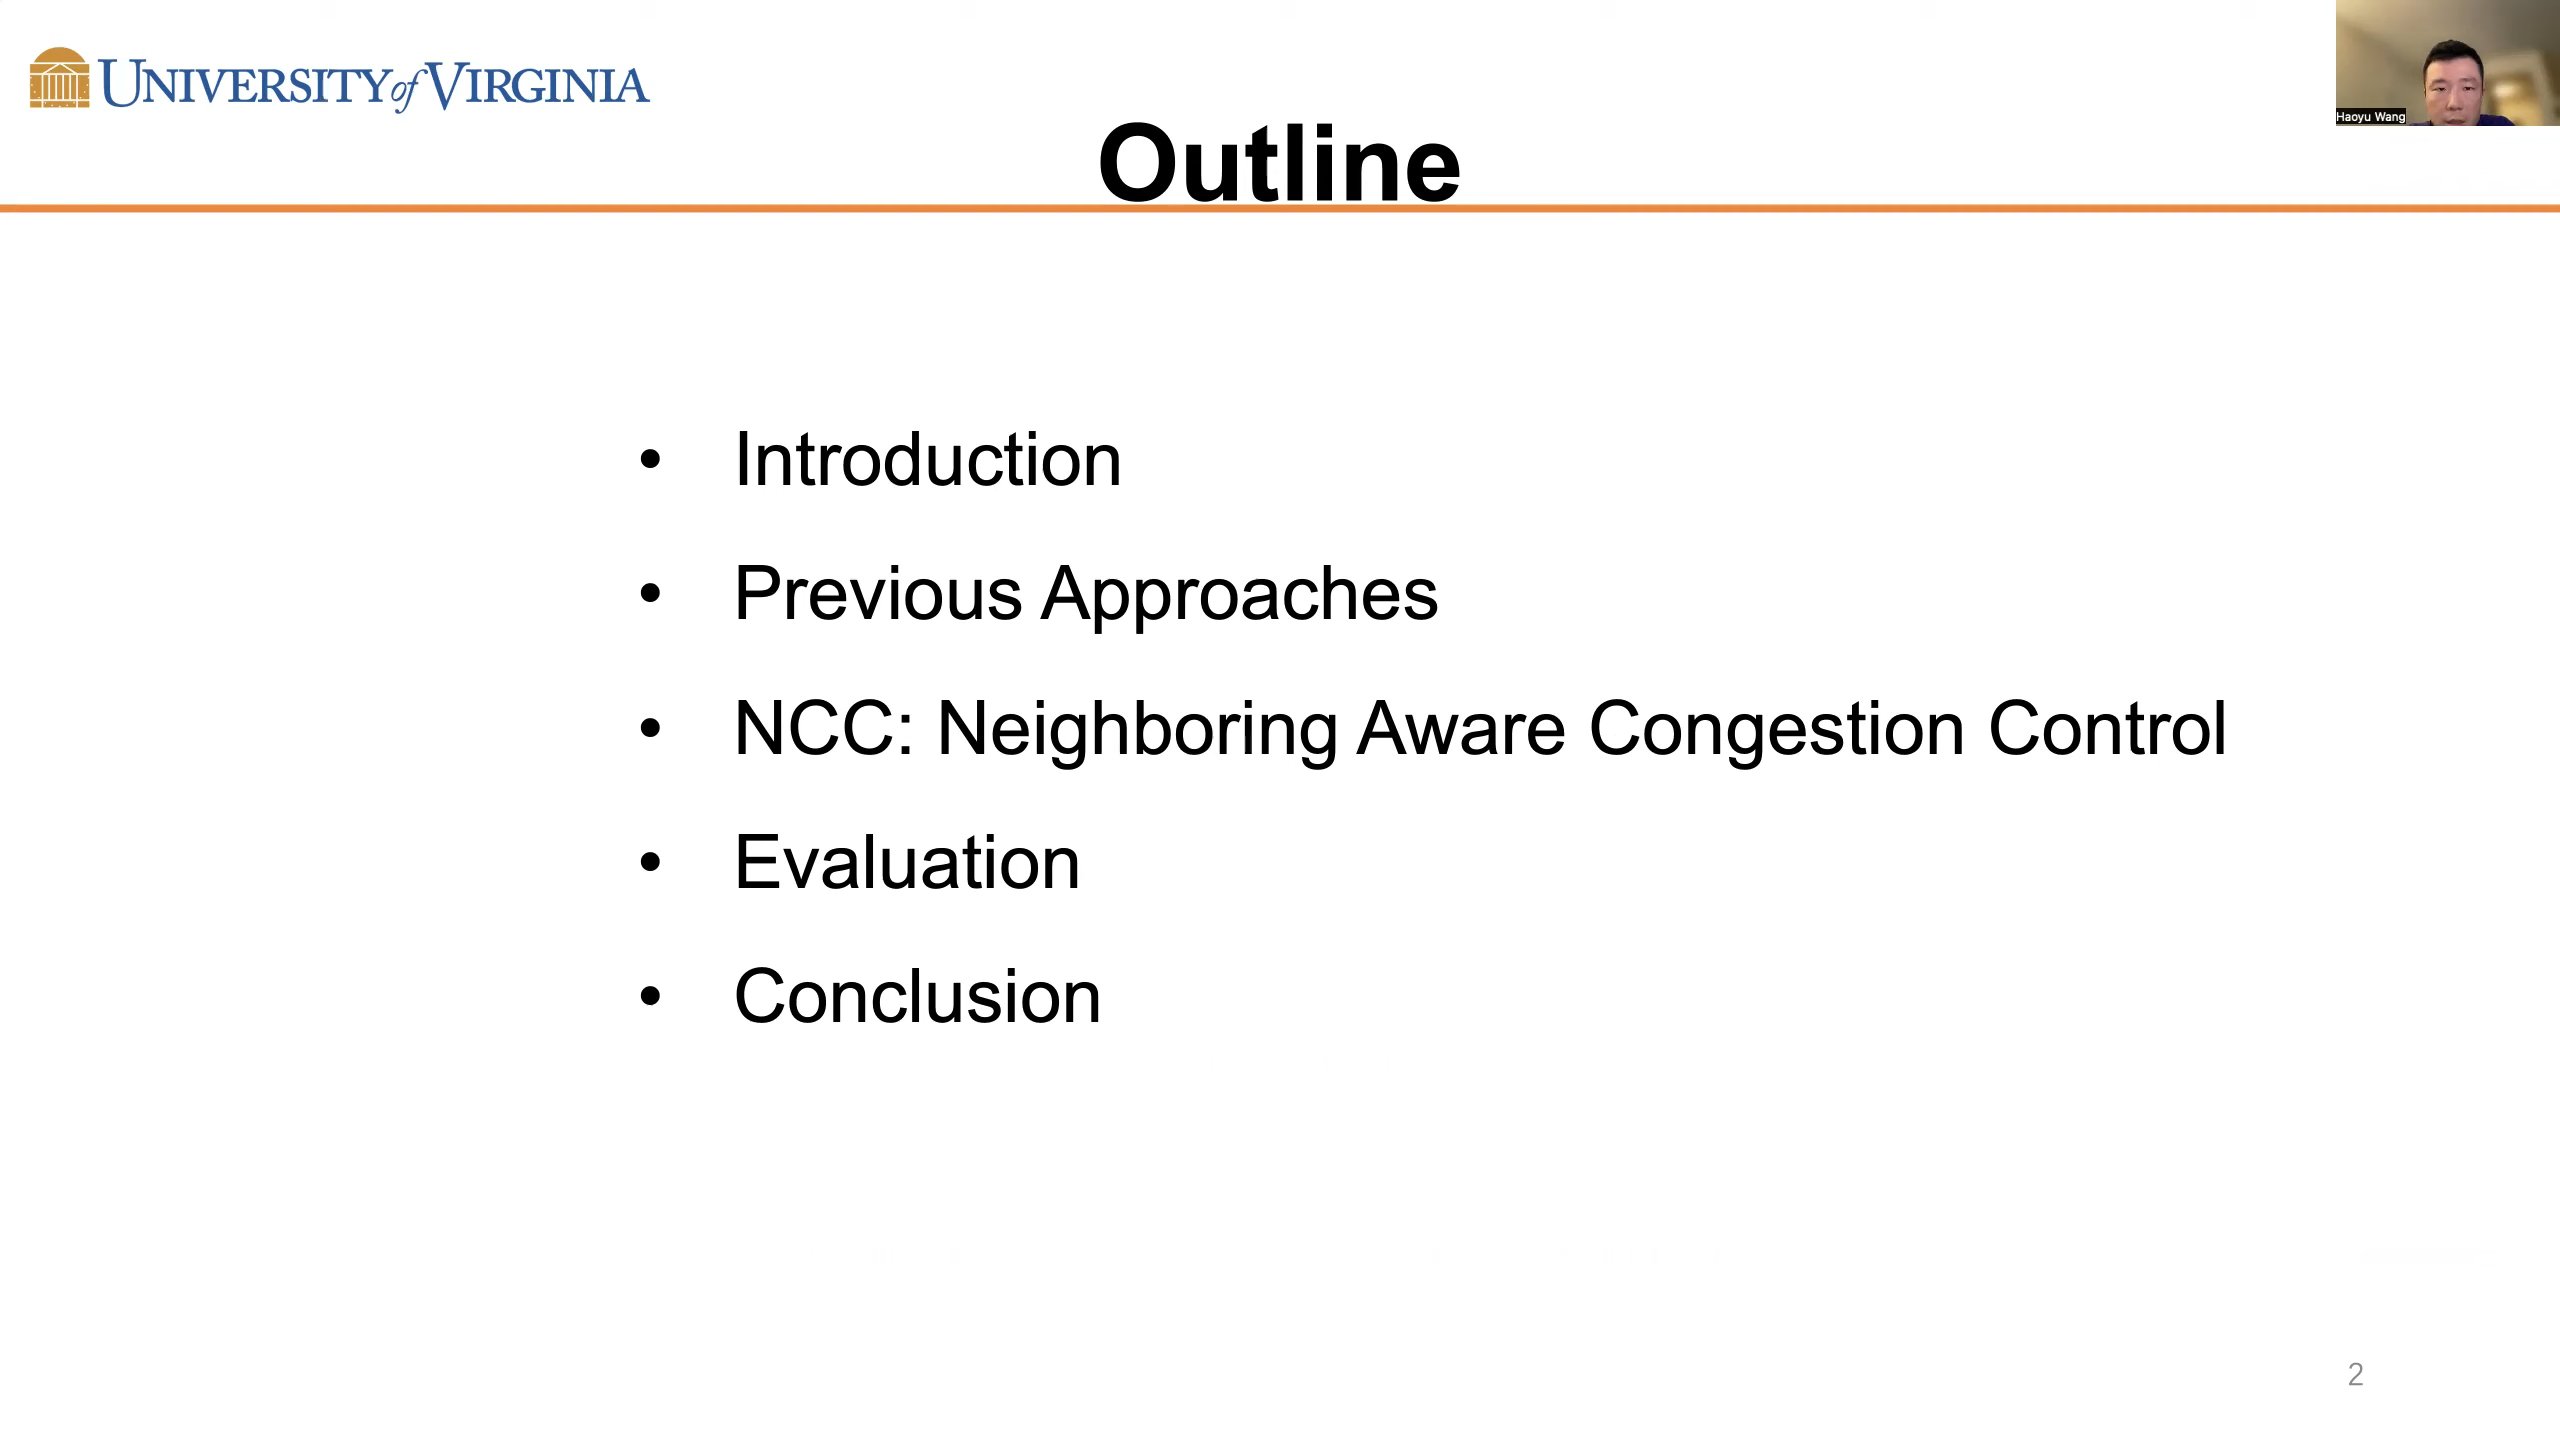 UNIVERSITY of VIRGINIA
Haoyu Wang
Outline
• Introduction
• Previous Approaches
• NCC: Neighboring Aware Congestion Control
• Evaluation
• Conclusion
2